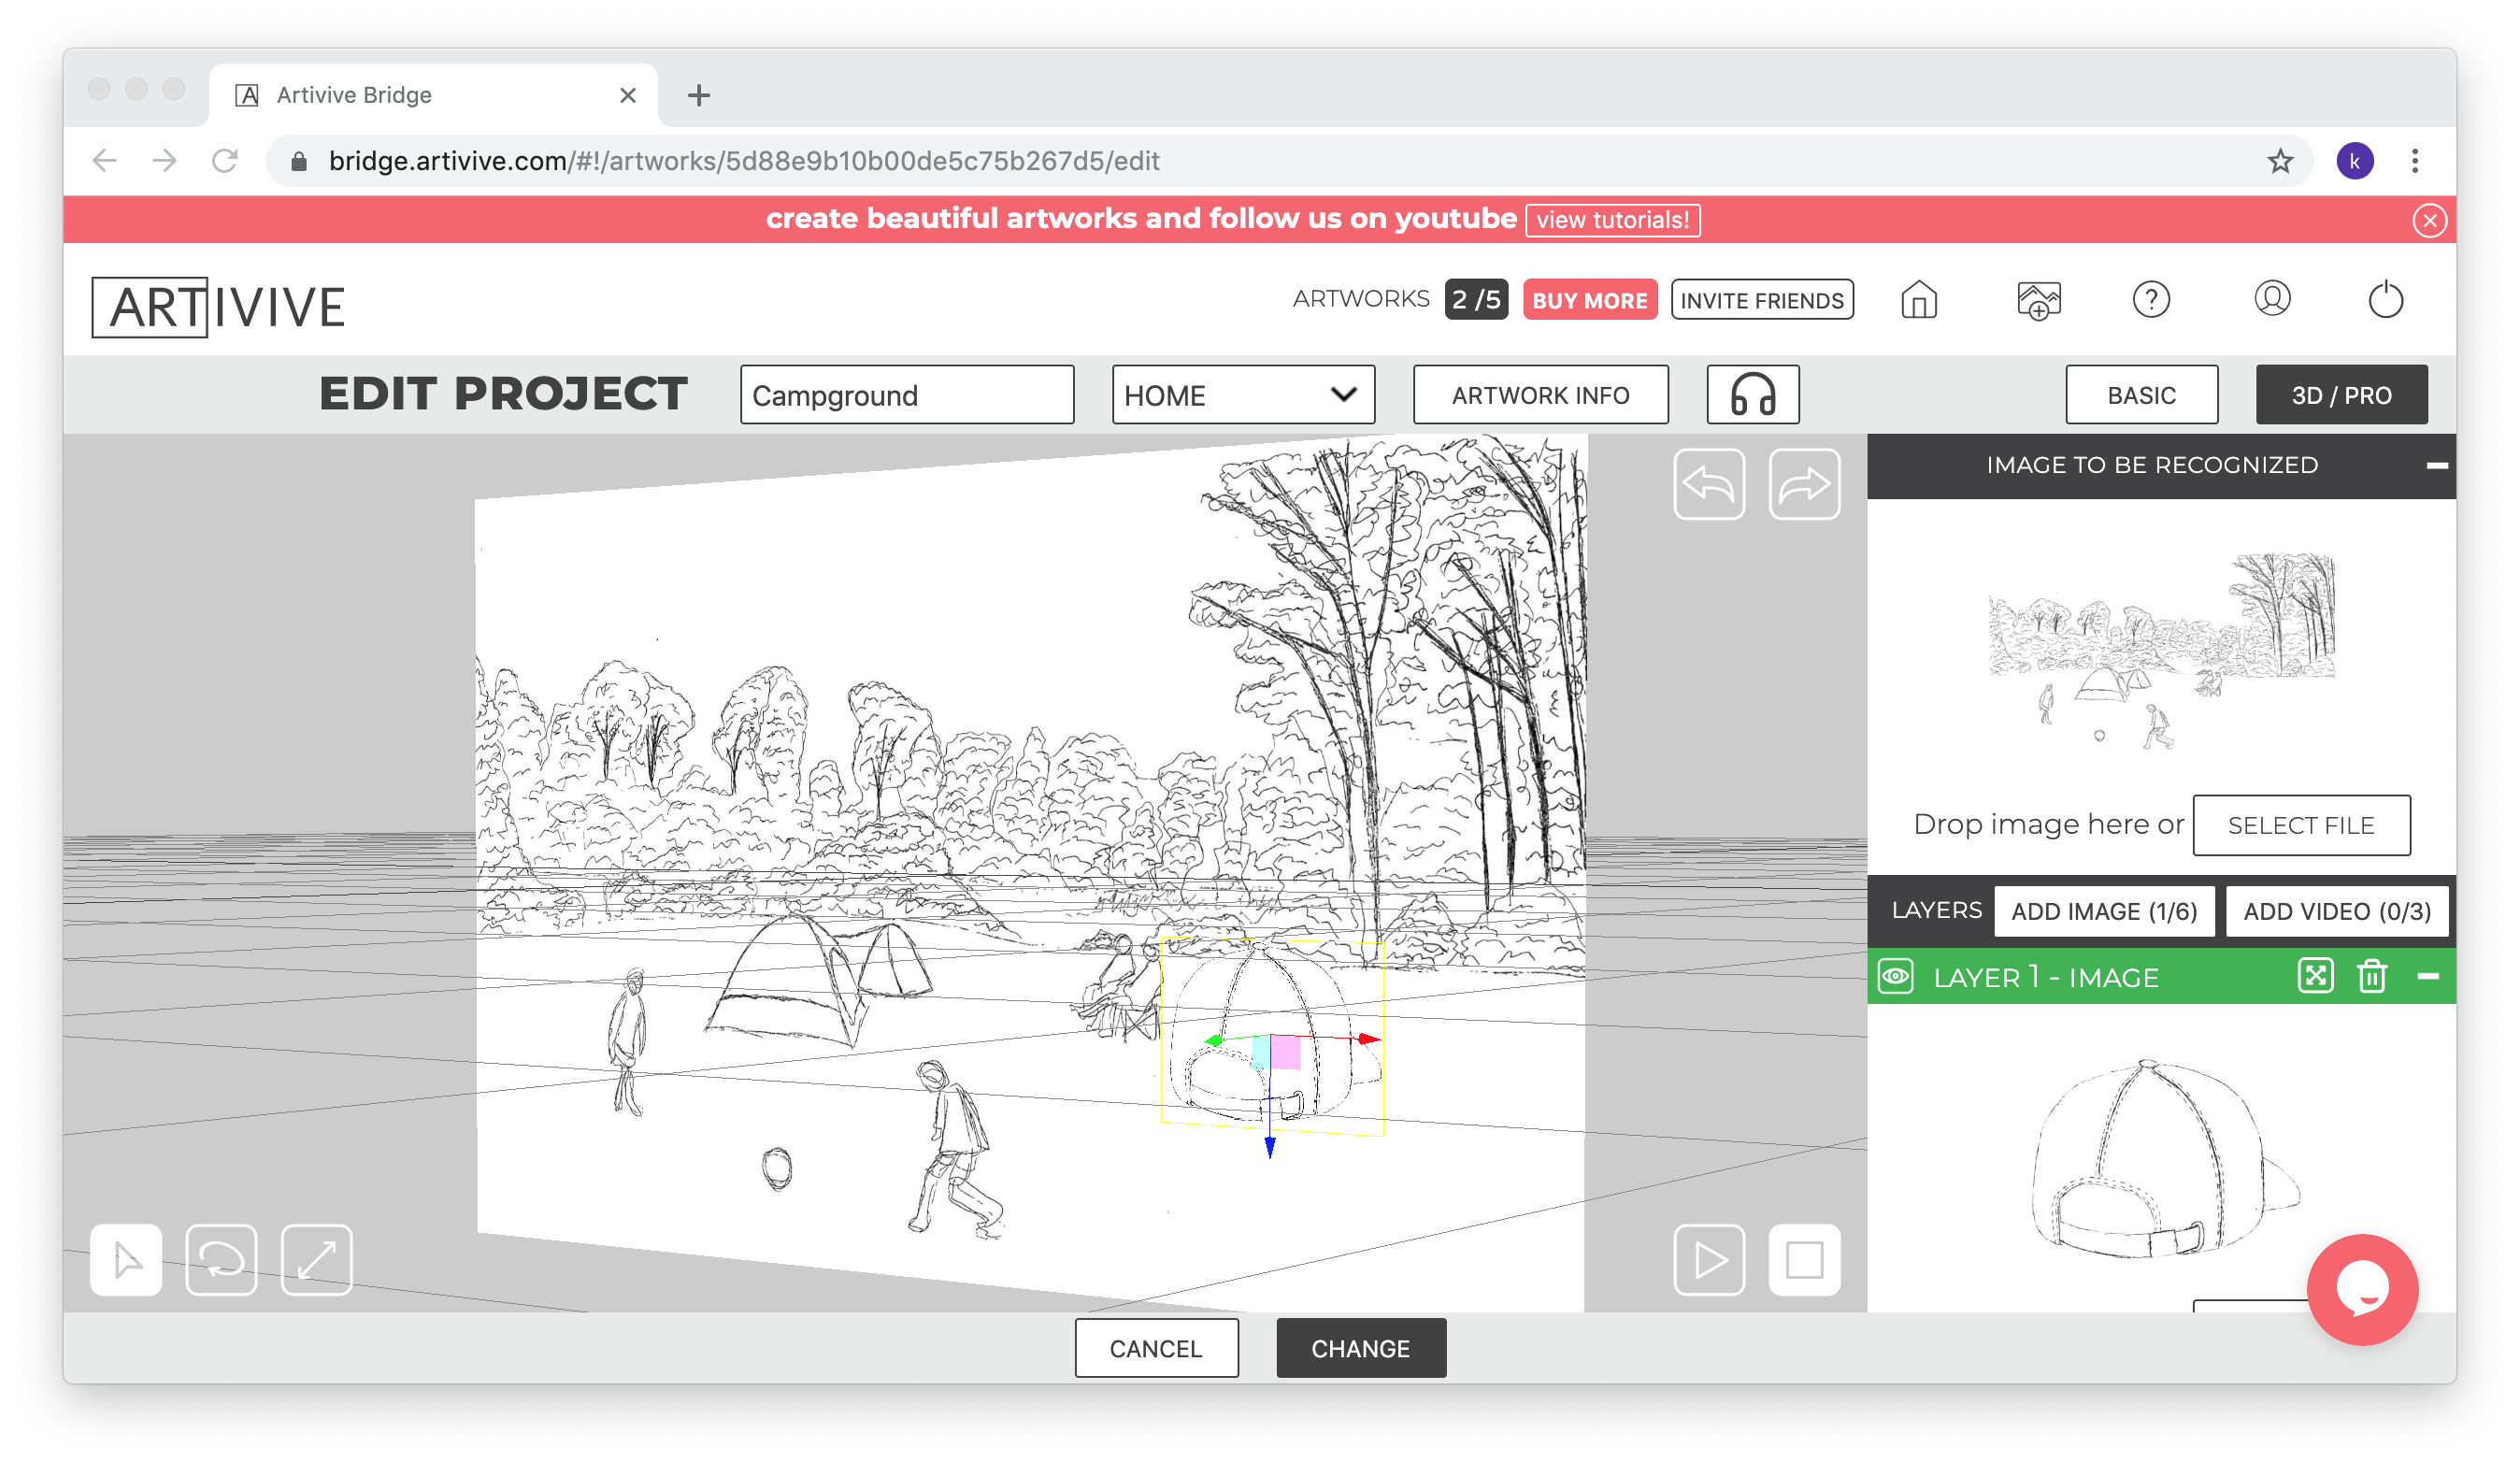 Artivive Bridge
bridge.artivive.com/#!/artworks/5d88e9b10b00de5c75b267d5/edit
k
create beautiful artworks and follow us on youtube view tutorials!
ARTIVIVE
ARTWORKS 2 /5 BUY MORE INVITE FRIENDS
EDIT PROJECT Campground HOME ARTWORK INFO BASIC 3D / PRO
IMAGE TO BE RECOGNIZED
Drop image here or SELECT FILE
LAYERS ADD IMAGE (1/6) ADD VIDEO (0/3)
LAYER 1 - IMAGE
CANCEL CHANGE